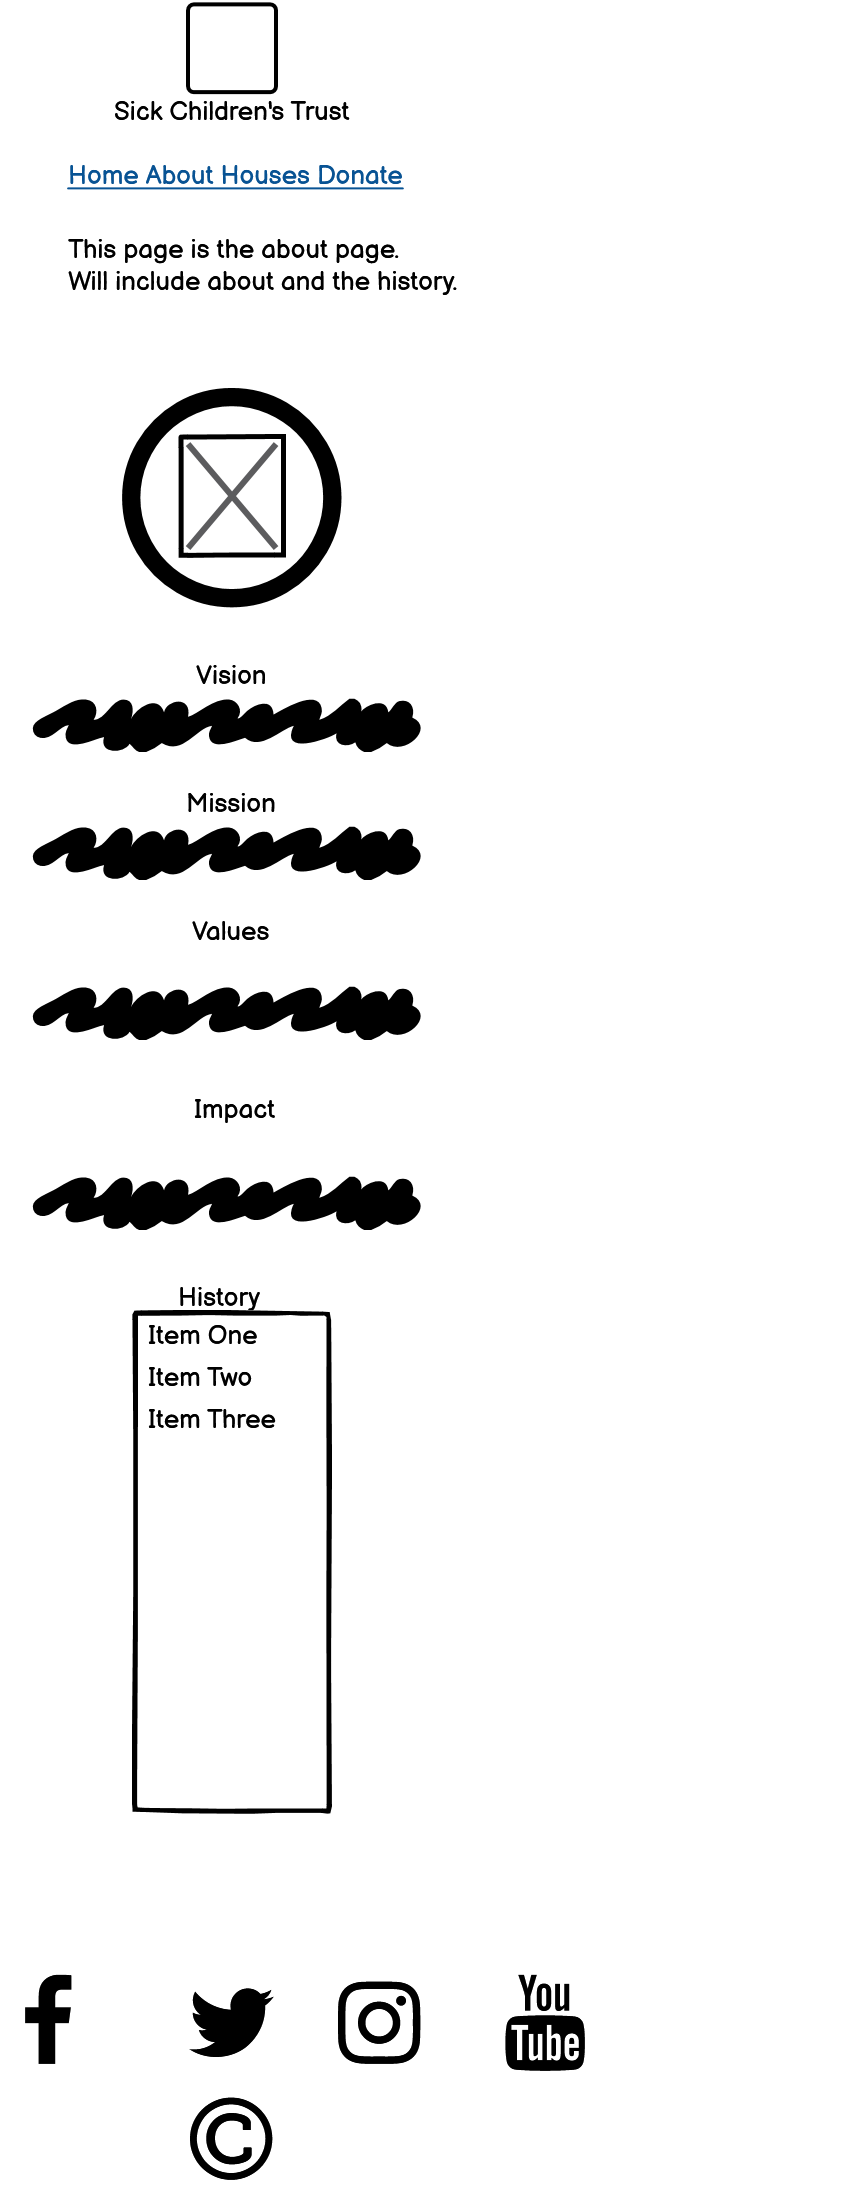 Sick Children's Trust
Home About Houses Donate
This page is the about page.
Will include about and the history.
Vision
Mission
Values
Impact
History
Item One
Item Two
Item Three
You
Tube
©